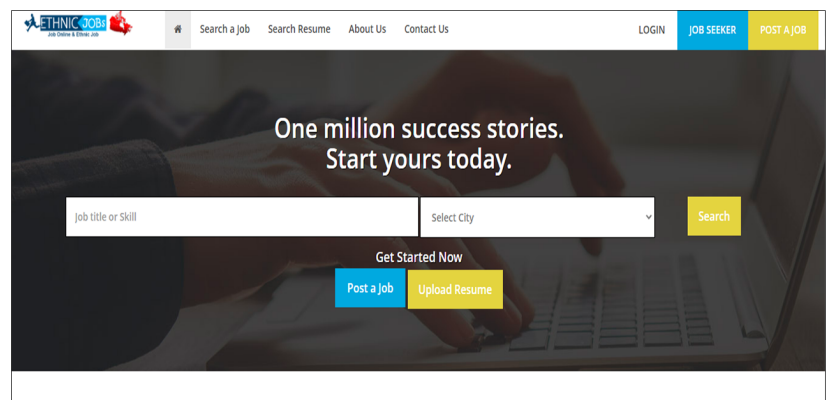 ETHNIC JOBS
Job Online & Ethnic Job
Search a Job
Search Resume
About Us
Contact Us
LOGIN
JOB SEEKER
POST A JOB
One million success stories.
Start yours today.
Job title or Skill
Select City
Search
Get Started Now
Post a Job
Upload Resume